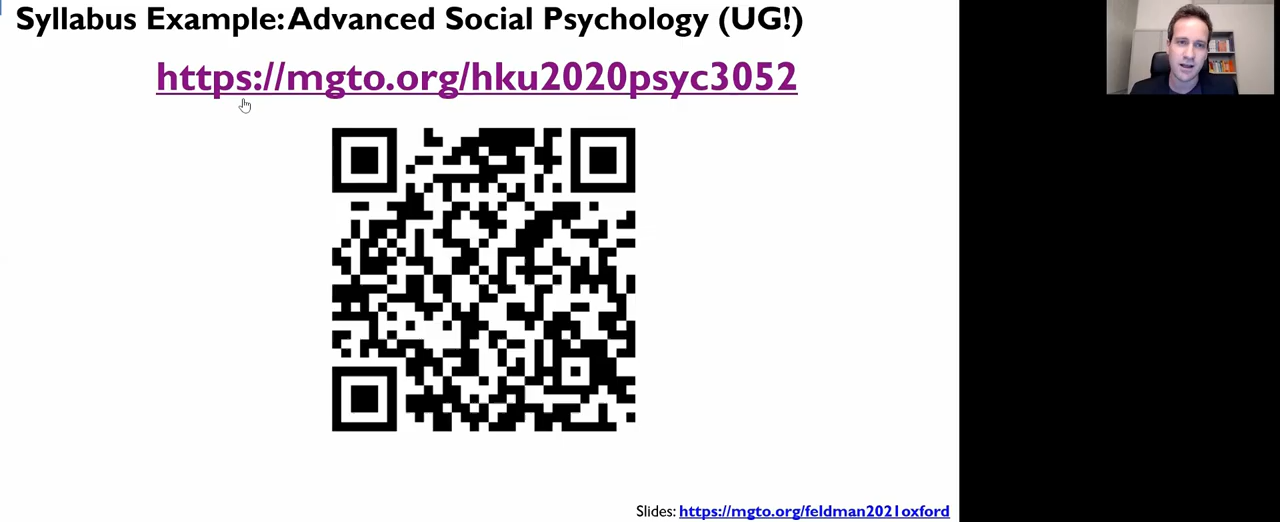 Syllabus Example: Advanced Social Psychology (UG!)
https://mgto.org/hku2020psyc3052
Slides: https://mgto.org/feldman2021oxford